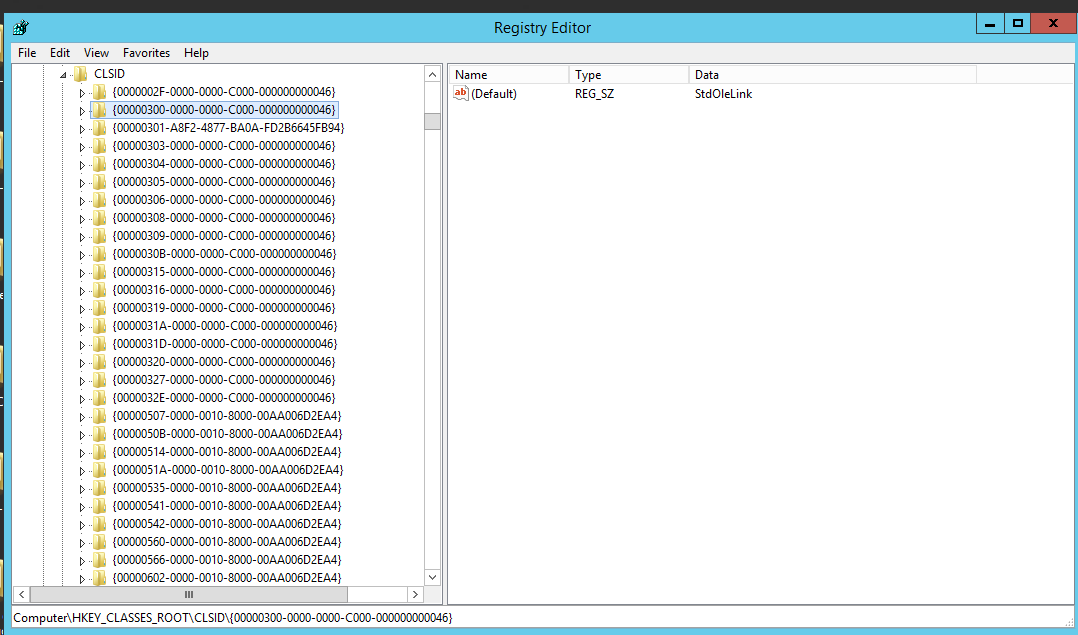 Registry Editor
File Edit View Favorites Help
CLSID
{0000002F-0000-0000-C000-000000000046}
{00000300-0000-0000-C000-000000000046}
{00000301-A8F2-4877-BA0A-FD2B6645FB94}
{00000303-0000-0000-C000-000000000046}
{00000304-0000-0000-C000-000000000046}
{00000305-0000-0000-C000-000000000046}
{00000306-0000-0000-C000-000000000046}
{00000308-0000-0000-C000-000000000046}
{00000309-0000-0000-C000-000000000046}
{0000030B-0000-0000-C000-000000000046}
{00000315-0000-0000-C000-000000000046}
{00000316-0000-0000-C000-000000000046}
{00000319-0000-0000-C000-000000000046}
{0000031A-0000-0000-C000-000000000046}
{0000031D-0000-0000-C000-000000000046}
{00000320-0000-0000-C000-000000000046}
{00000327-0000-0000-C000-000000000046}
{0000032E-0000-0000-C000-000000000046}
{00000507-0000-0010-8000-00AA006D2EA4}
{0000050B-0000-0010-8000-00AA006D2EA4}
{00000514-0000-0010-8000-00AA006D2EA4}
{0000051A-0000-0010-8000-00AA006D2EA4}
{00000535-0000-0010-8000-00AA006D2EA4}
{00000541-0000-0010-8000-00AA006D2EA4}
{00000542-0000-0010-8000-00AA006D2EA4}
{00000560-0000-0010-8000-00AA006D2EA4}
{00000566-0000-0010-8000-00AA006D2EA4}
{00000602-0000-0010-8000-00AA006D2EA4}
Name Type Data
ab (Default) REG_SZ StdOleLink
Computer\HKEY_CLASSES_ROOT\CLSID\{00000300-0000-0000-C000-000000000046}